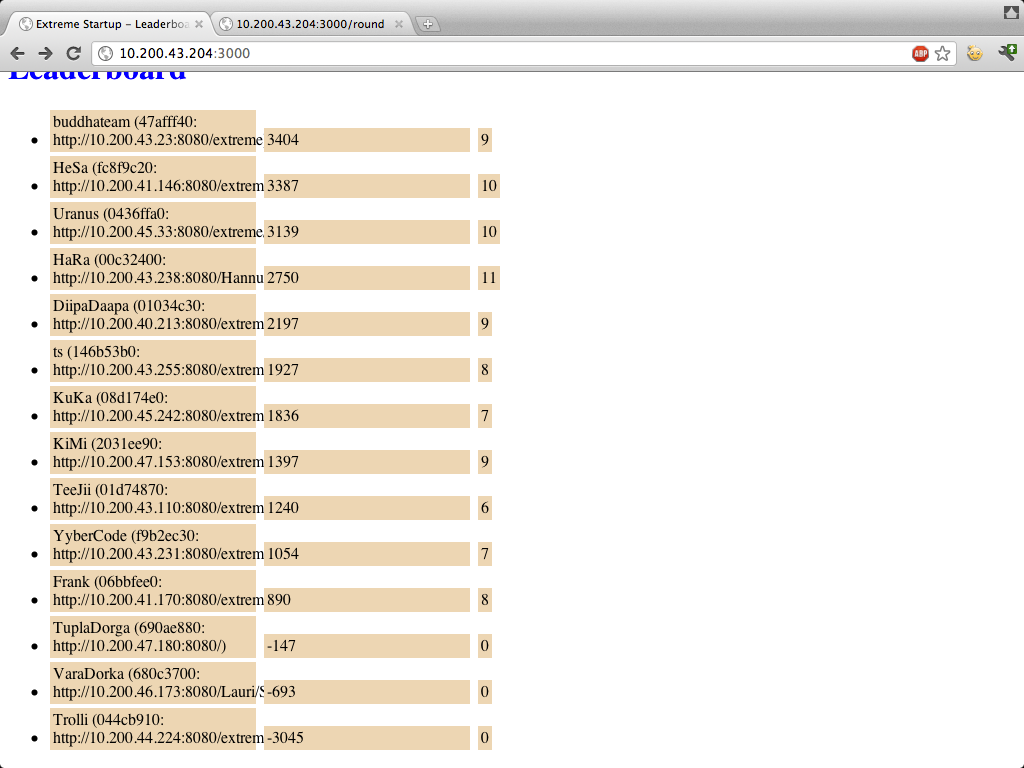 Extreme Startup - Leaderboa
10.200.43.204:3000/round
10.200.43.204:3000
ABP
Leaderboard
buddhateam (47afff40:
http://10.200.43.23:8080/extreme 3404 9
HeSa (fc8f9c20:
http://10.200.41.146:8080/extrem 3387 10
Uranus (0436ffa0:
http://10.200.45.33:8080/extreme. 3139 10
HaRa (00c32400:
http://10.200.43.238:8080/Hannu 2750 11
DiipaDaapa (01034c30:
http://10.200.40.213:8080/extrem 2197 9
ts (146b53b0:
http://10.200.43.255:8080/extrem 1927 8
KuKa (08d174e0:
http://10.200.45.242:8080/extrem 1836 7
KiMi (2031ee90:
http://10.200.47.153:8080/extrem 1397 9
TeeJii (01d74870:
http://10.200.43.110:8080/extrem 1240 6
YyberCode (f9b2ec30:
http://10.200.43.231:8080/extrem 1054 7
Frank (06bbfee0:
http://10.200.41.170:8080/extrem 890 8
TuplaDorga (690ae880:
http://10.200.47.180:8080/) -147 0
VaraDorka (680c3700:
http://10.200.46.173:8080/Lauri/S -693 0
Trolli (044cb910:
http://10.200.44.224:8080/extrem -3045 0